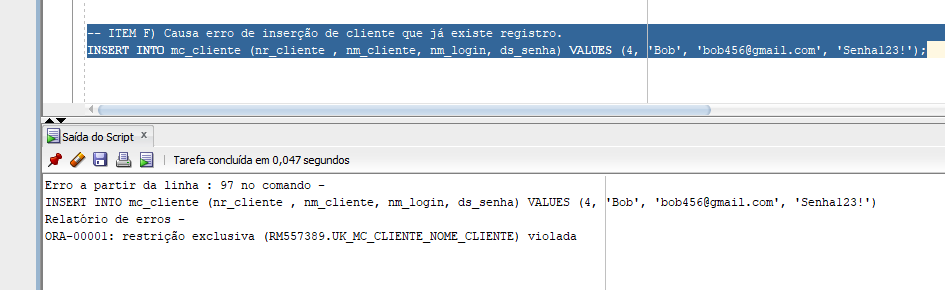 -- ITEM F) Causa erro de inserção de cliente que já existe registro.
INSERT INTO mc_cliente (nr_cliente , nm_cliente, nm_login, ds_senha) VALUES (4, 'Bob', 'bob456@gmail.com', 'Senha123!');
Saída do Script x
Tarefa concluída em 0,047 segundos
Erro a partir da linha : 97 no comando -
INSERT INTO mc_cliente (nr_cliente , nm_cliente, nm_login, ds_senha) VALUES (4, 'Bob', 'bob456@gmail.com', 'Senha123!')
Relatório de erros -
ORA-00001: restrição exclusiva (RM557389.UK_MC_CLIENTE_NOME_CLIENTE) violada